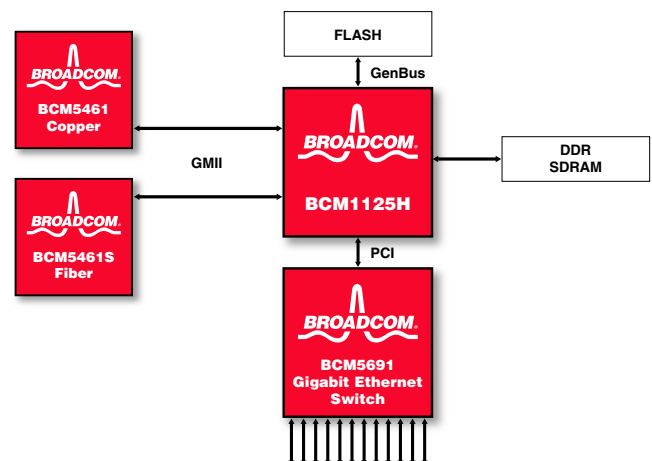 FLASH
GenBus
BROADCOM®
BCM5461
Copper
BROADCOM®
BCM1125H
DDR
SDRAM
GMII
BROADCOM®
BCM5461S
Fiber
PCI
BROADCOM®
BCM5691
Gigabit Ethernet
Switch